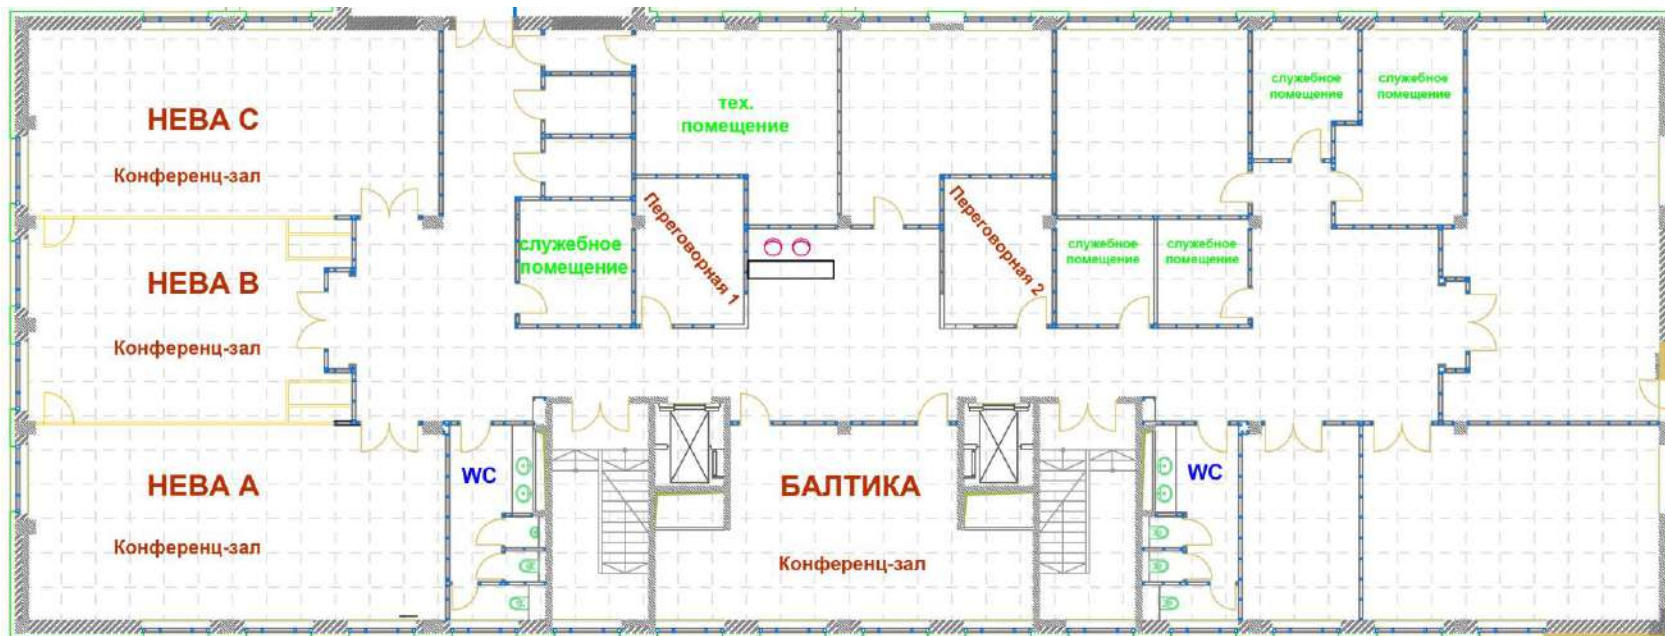 НЕВА С
Конференц-зал
тех.
помещение
служебное
помещение
служебное
помещение
Переговорная 1
Переговорная 2
служебное
помещение
служебное
помещение
служебное
помещение
НЕВА В
Конференц-зал
НЕВА А
Конференц-зал
WC
БАЛТИКА
Конференц-зал
WC